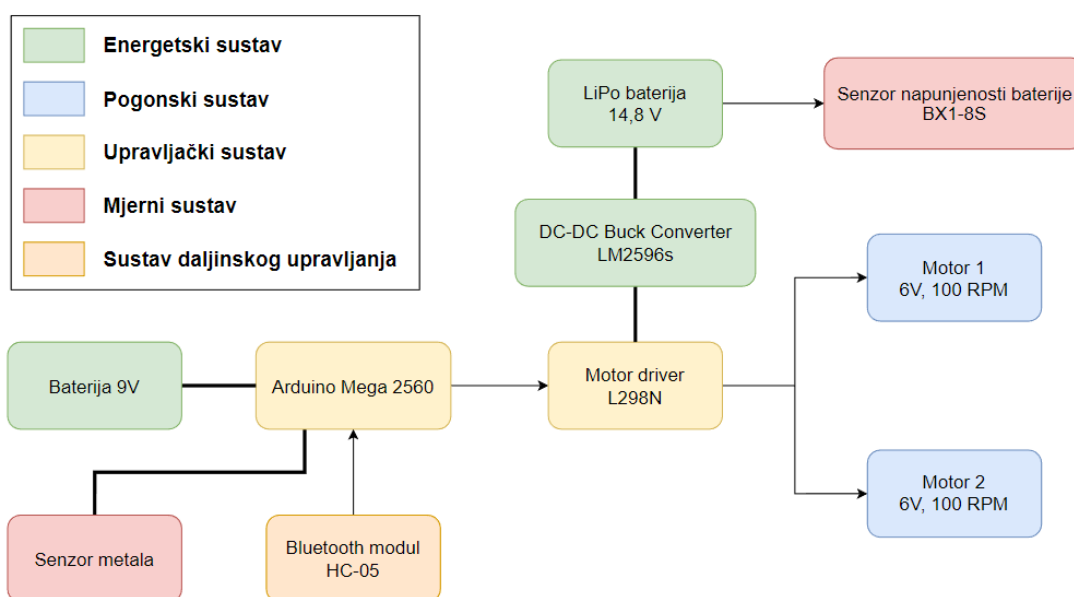 Energetski sustav
Pogonski sustav
Upravljački sustav
Mjerni sustav
Sustav daljinskog upravljanja
LiPo baterija
14,8 V
Senzor napunjenosti baterije
BX1-8S
DC-DC Buck Converter
LM2596s
Motor 1
6V, 100 RPM
Baterija 9V
Arduino Mega 2560
Motor driver
L298N
Motor 2
6V, 100 RPM
Senzor metala
Bluetooth modul
HC-05